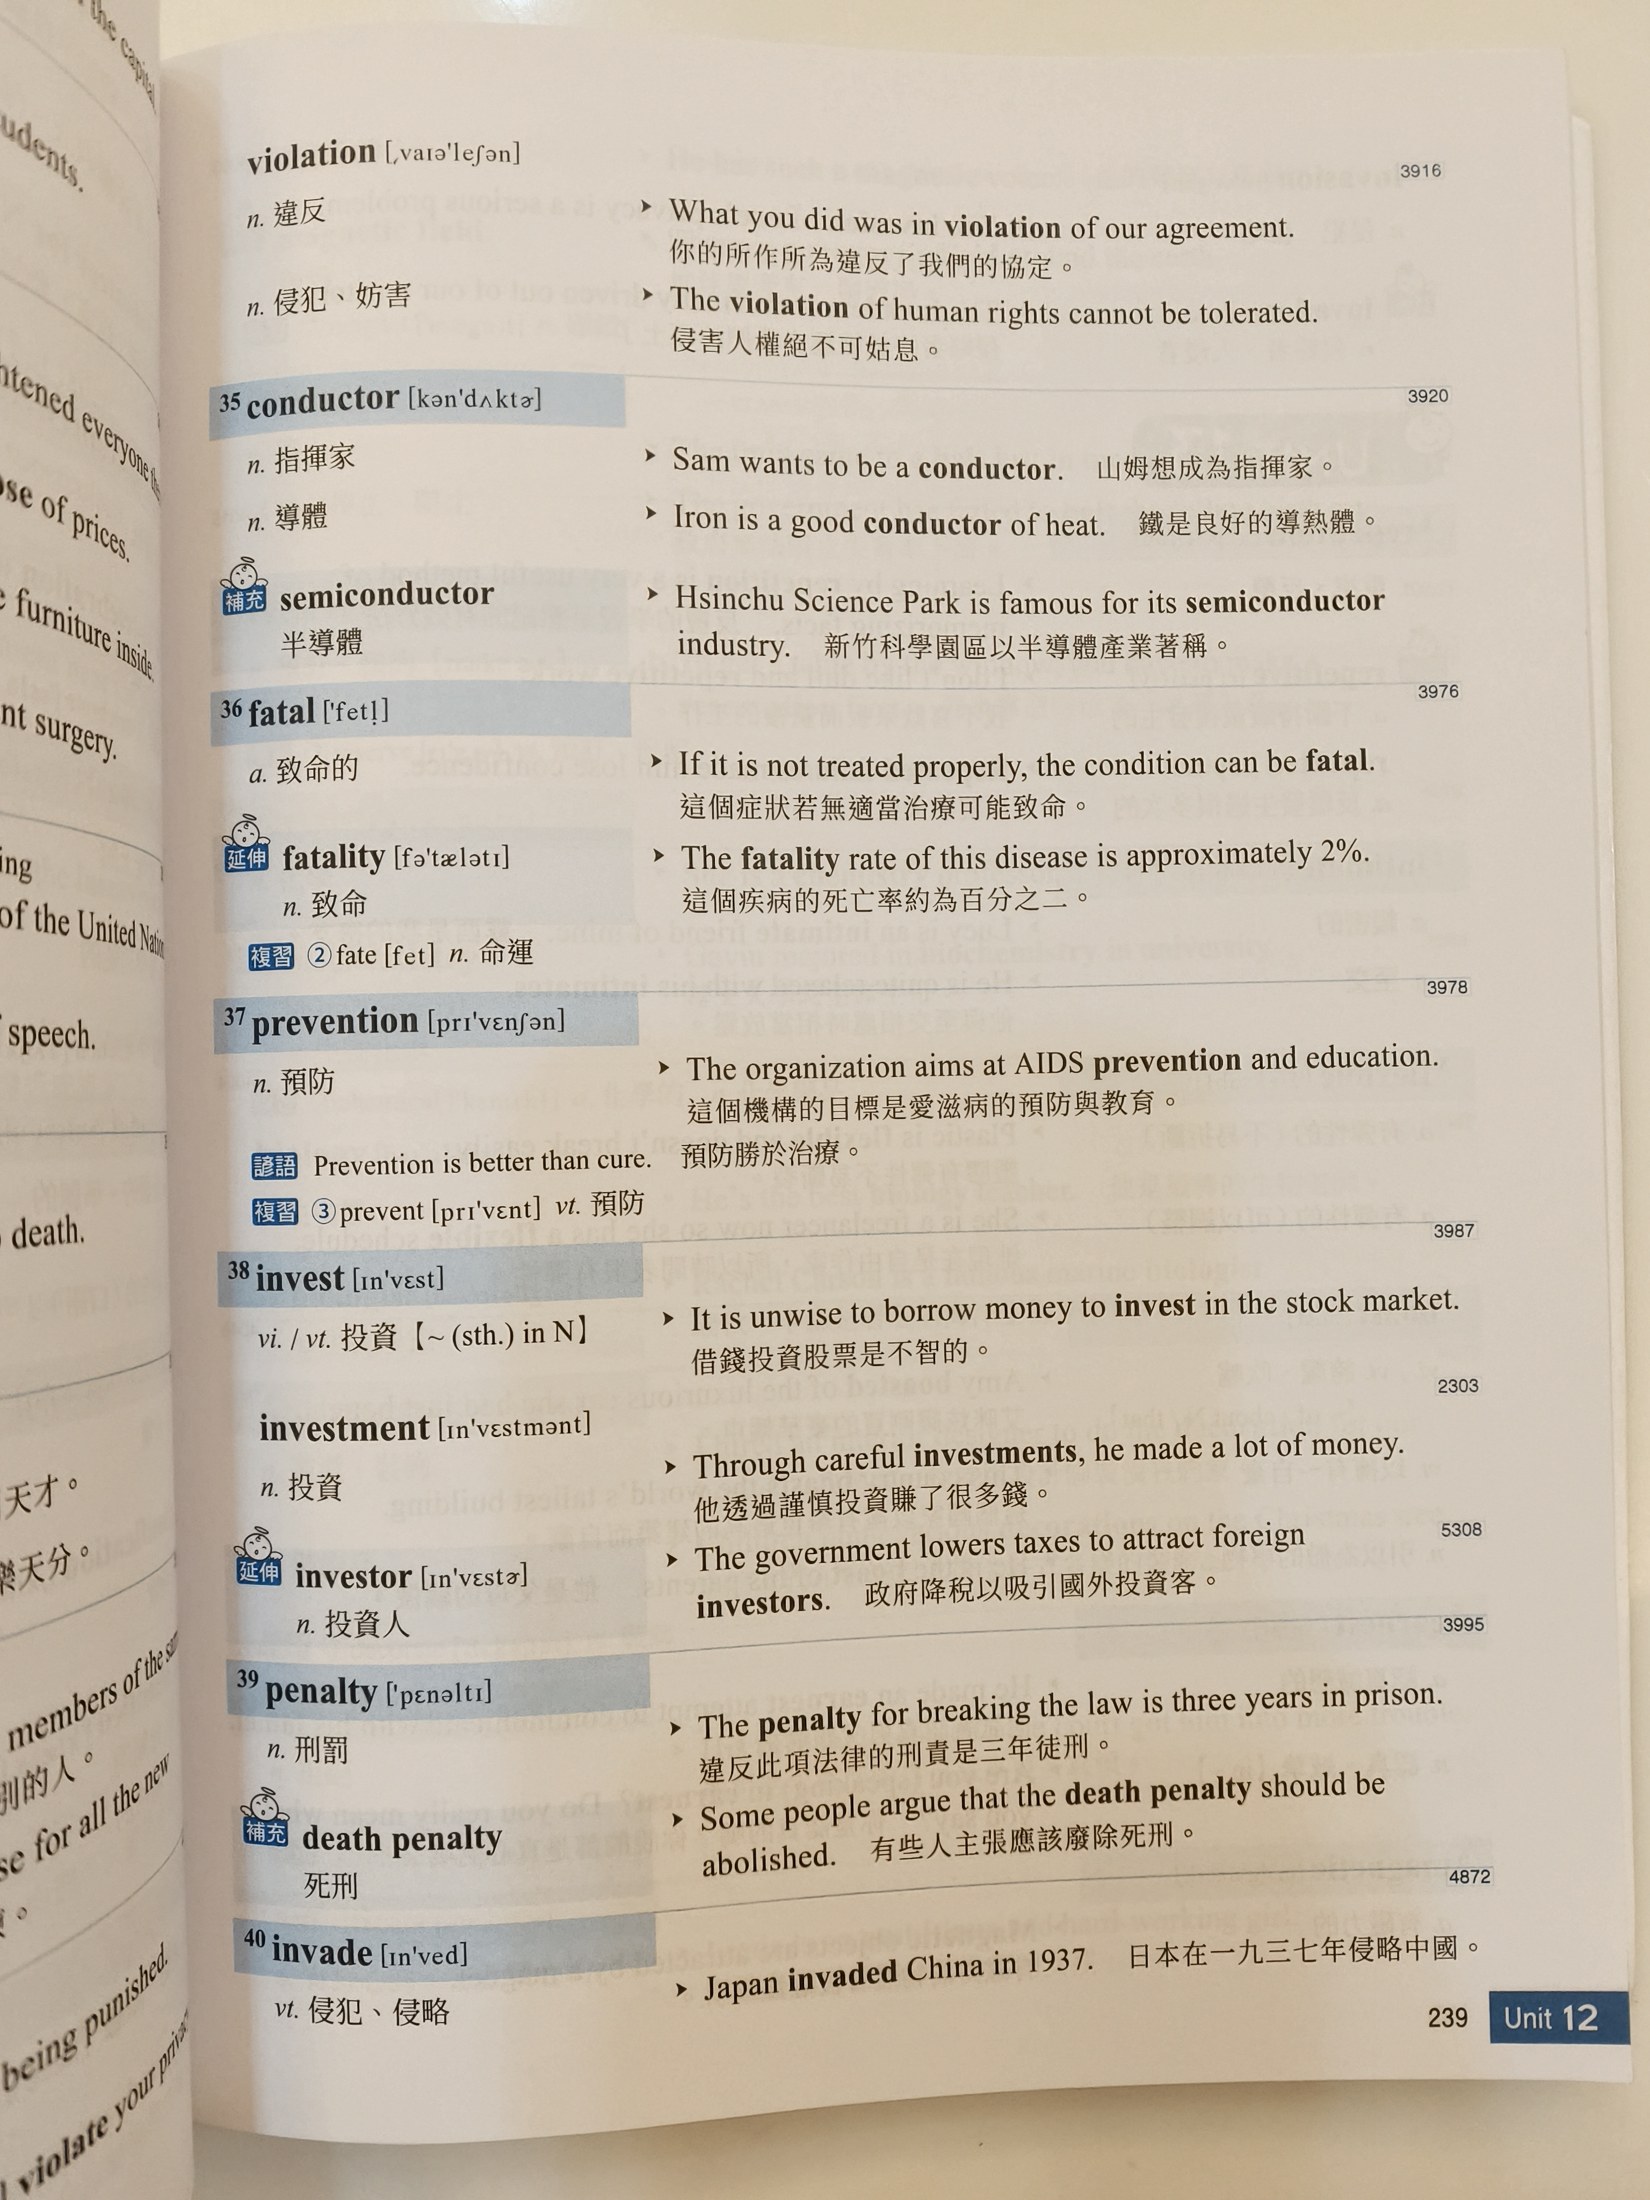 the capital
udents.
htened everyone
ose of prices.
furniture inside.
nt surgery.
ing
of the United Nation
speech.
death.
天才。
樂天分。
members of the sam
別的人。
se for all the new
being punished.
violate your privac
violation [ˌvaɪəˈleʃən]
3916
n. 違反
➤ What you did was in violation of our agreement.
你的所作所為違反了我們的協定。
n. 侵犯、妨害
➤ The violation of human rights cannot be tolerated.
侵害人權絕不可姑息。
35 conductor [kənˈdʌktɚ]
3920
n. 指揮家
➤ Sam wants to be a conductor. 山姆想成為指揮家。
n. 導體
➤ Iron is a good conductor of heat. 鐵是良好的導熱體。
補充 semiconductor
半導體
➤ Hsinchu Science Park is famous for its semiconductor
industry. 新竹科學園區以半導體產業著稱。
36 fatal [ˈfetl̩]
3976
a. 致命的
➤ If it is not treated properly, the condition can be fatal.
這個症狀若無適當治療可能致命。
延伸 fatality [fəˈtælətɪ]
n. 致命
➤ The fatality rate of this disease is approximately 2%.
這個疾病的死亡率約為百分之二。
複習 ②fate [fet] n. 命運
37 prevention [prɪˈvɛnʃən]
3978
n. 預防
➤ The organization aims at AIDS prevention and education.
這個機構的目標是愛滋病的預防與教育。
諺語 Prevention is better than cure. 預防勝於治療。
複習 ③prevent [prɪˈvɛnt] vt. 預防
38 invest [ɪnˈvɛst]
3987
vi. / vt. 投資【~ (sth.) in N】
➤ It is unwise to borrow money to invest in the stock market.
借錢投資股票是不智的。
investment [ɪnˈvɛstmənt]
2303
n. 投資
➤ Through careful investments, he made a lot of money.
他透過謹慎投資賺了很多錢。
延伸 investor [ɪnˈvɛstɚ]
5308
n. 投資人
➤ The government lowers taxes to attract foreign
investors. 政府降稅以吸引國外投資客。
39 penalty [ˈpɛnəltɪ]
3995
n. 刑罰
➤ The penalty for breaking the law is three years in prison.
違反此項法律的刑責是三年徒刑。
補充 death penalty
死刑
➤ Some people argue that the death penalty should be
abolished. 有些人主張應該廢除死刑。
40 invade [ɪnˈved]
4872
vt. 侵犯、侵略
➤ Japan invaded China in 1937. 日本在一九三七年侵略中國。
239 Unit 12